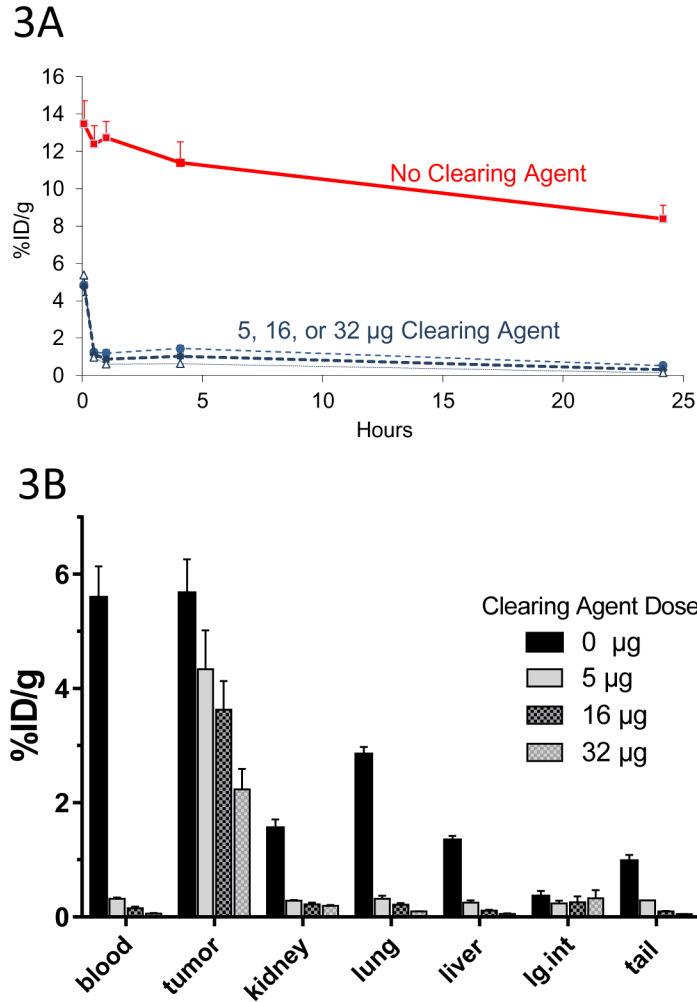 3A
16
14
12
10
8
6
4
2
0
%ID/g
No Clearing Agent
5, 16, or 32 µg Clearing Agent
0 5 10 15 20 25
Hours
3B
6
4
2
0
%ID/g
Clearing Agent Dose
0 µg
5 µg
16 µg
32 µg
blood tumor kidney lung liver lg.int tail